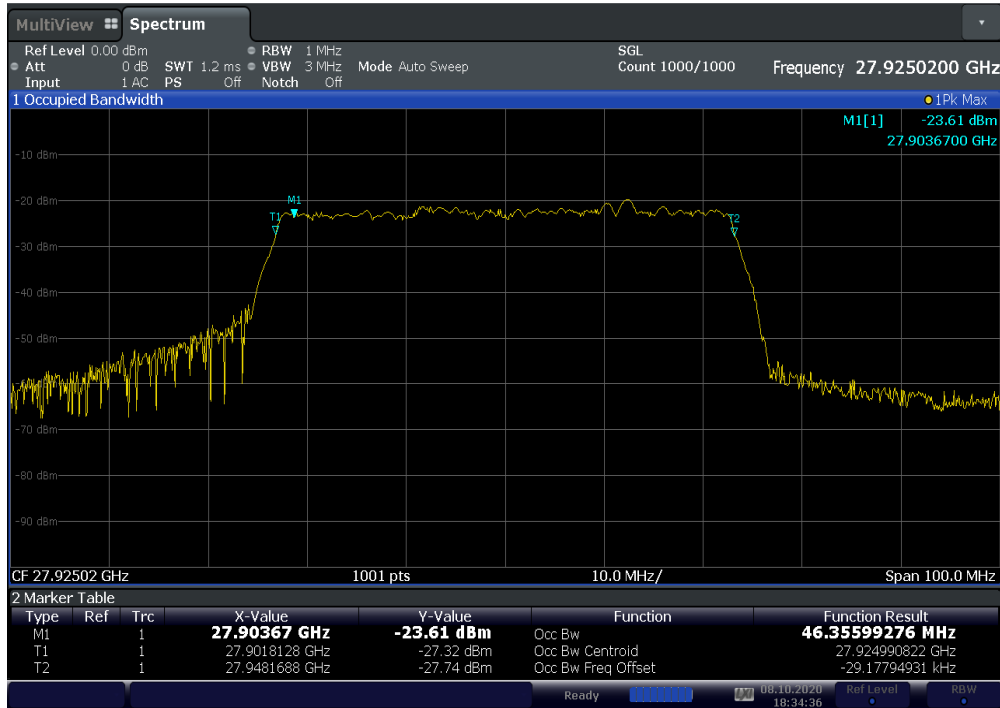 MultiView Spectrum
Ref Level 0.00 dBm RBW 1 MHz SGL
Att 0 dB SWT 1.2 ms VBW 3 MHz Mode Auto Sweep Count 1000/1000 Frequency 27.9250200 GHz
Input 1 AC PS Off Notch Off
1 Occupied Bandwidth 1Pk Max
M1[1] -23.61 dBm
27.9036700 GHz
-10 dBm
-20 dBm
M1
T1
T2
-30 dBm
-40 dBm
-50 dBm
-70 dBm
-80 dBm
-90 dBm
CF 27.92502 GHz 1001 pts 10.0 MHz/ Span 100.0 MHz
2 Marker Table
Type Ref Trc X-Value Y-Value Function Function Result
M1 1 27.90367 GHz -23.61 dBm Occ Bw 46.35599276 MHz
T1 1 27.9018128 GHz -27.32 dBm Occ Bw Centroid 27.924990822 GHz
T2 1 27.9481688 GHz -27.74 dBm Occ Bw Freq Offset -29.17794931 kHz
Ready 08.10.2020 Ref Level RBW
18:34:36